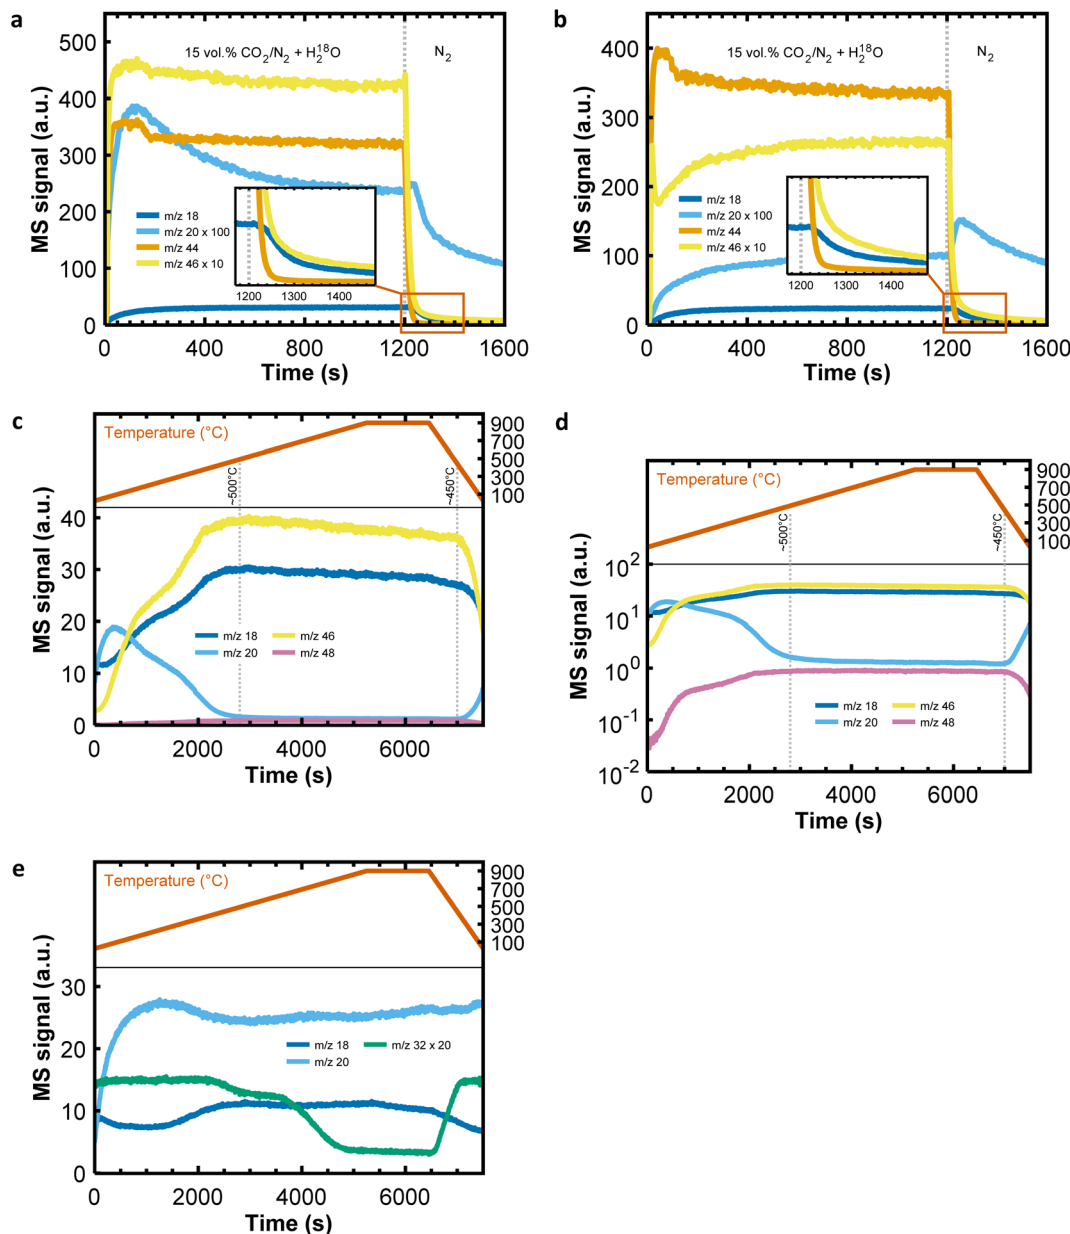 a
500
400
300
200
100
0
MS signal (a.u.)
15 vol.% CO₂/N₂ + H₂¹⁸O
N₂
m/z 18
m/z 20 x 100
m/z 44
m/z 46 x 10
1200
1300
1400
0
400
800
1200
1600
Time (s)
b
400
350
300
250
200
150
100
50
0
MS signal (a.u.)
15 vol.% CO₂/N₂ + H₂¹⁸O
N₂
m/z 18
m/z 20 x 100
m/z 44
m/z 46 x 10
1200
1300
1400
0
400
800
1200
1600
Time (s)
c
Temperature (°C)
900
700
500
300
100
~500°C
~450°C
40
30
20
10
0
MS signal (a.u.)
m/z 18
m/z 46
m/z 20
m/z 48
0
2000
4000
6000
Time (s)
d
Temperature (°C)
900
700
500
300
100
~500°C
~450°C
10²
10¹
10⁰
10⁻¹
10⁻²
MS signal (a.u.)
m/z 18
m/z 46
m/z 20
m/z 48
0
2000
4000
6000
Time (s)
e
Temperature (°C)
900
700
500
300
100
30
20
10
0
MS signal (a.u.)
m/z 18
m/z 32 x 20
m/z 20
0
2000
4000
6000
Time (s)